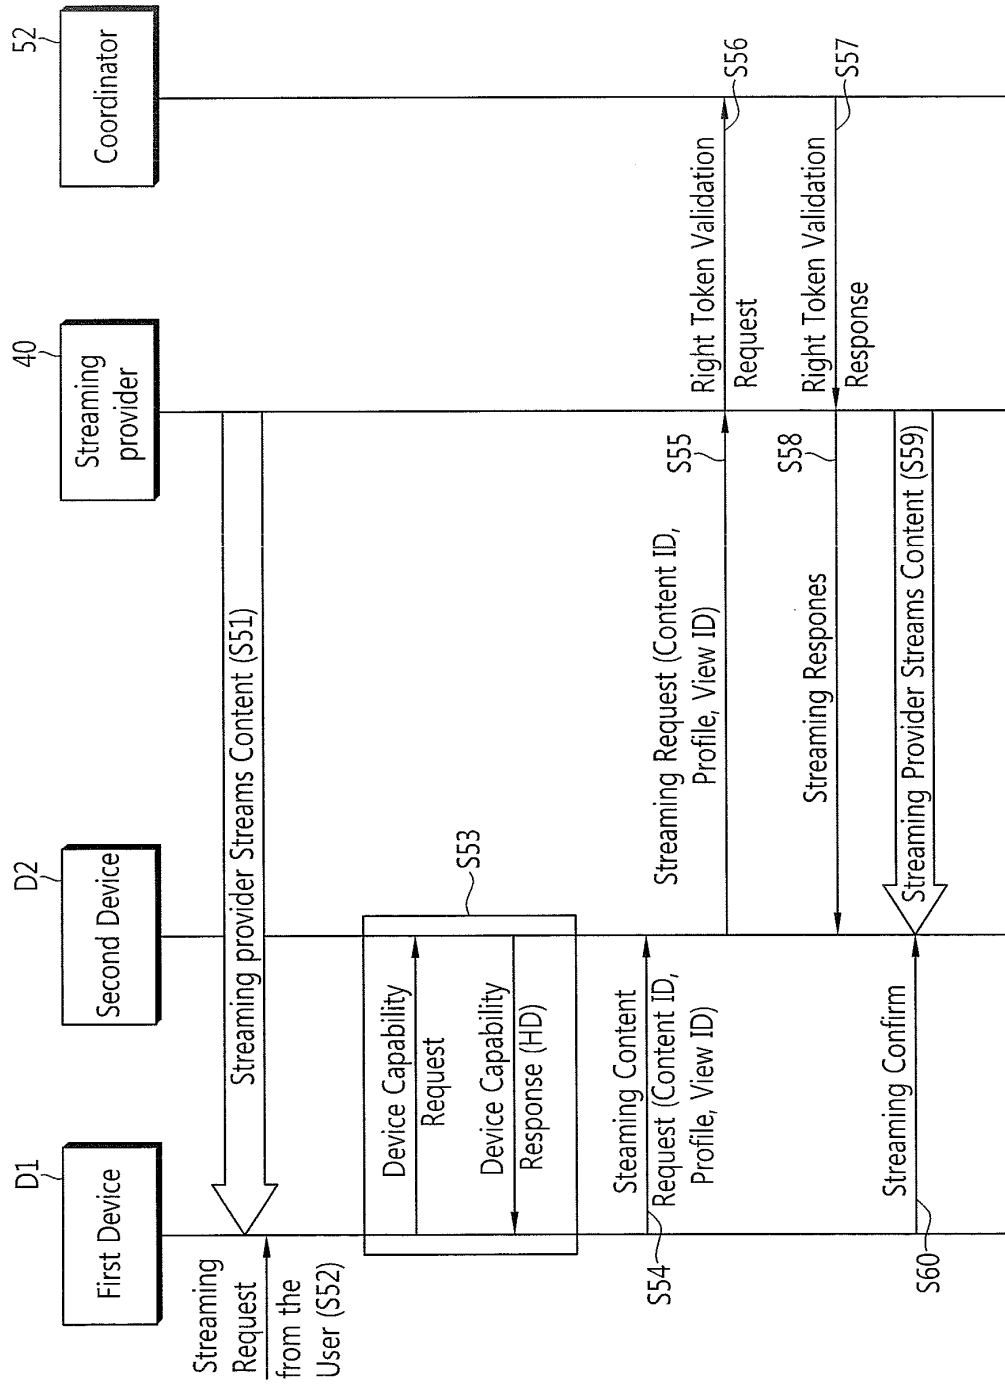 D1
First Device
D2
Second Device
40
Streaming
provider
52
Coordinator
Streaming provider Streams Content (S51)
Streaming
Request
from the
User (S52)
S53
Device Capability
Request
Device Capability
Response (HD)
Steaming Content
Request (Content ID,
Profile, View ID)
S54
Streaming Request (Content ID,
Profile, View ID)
S55
Right Token Validation
Request
S56
Right Token Validation
Response
S57
Streaming Respones
S58
Streaming Provider Streams Content (S59)
Streaming Confirm
S60